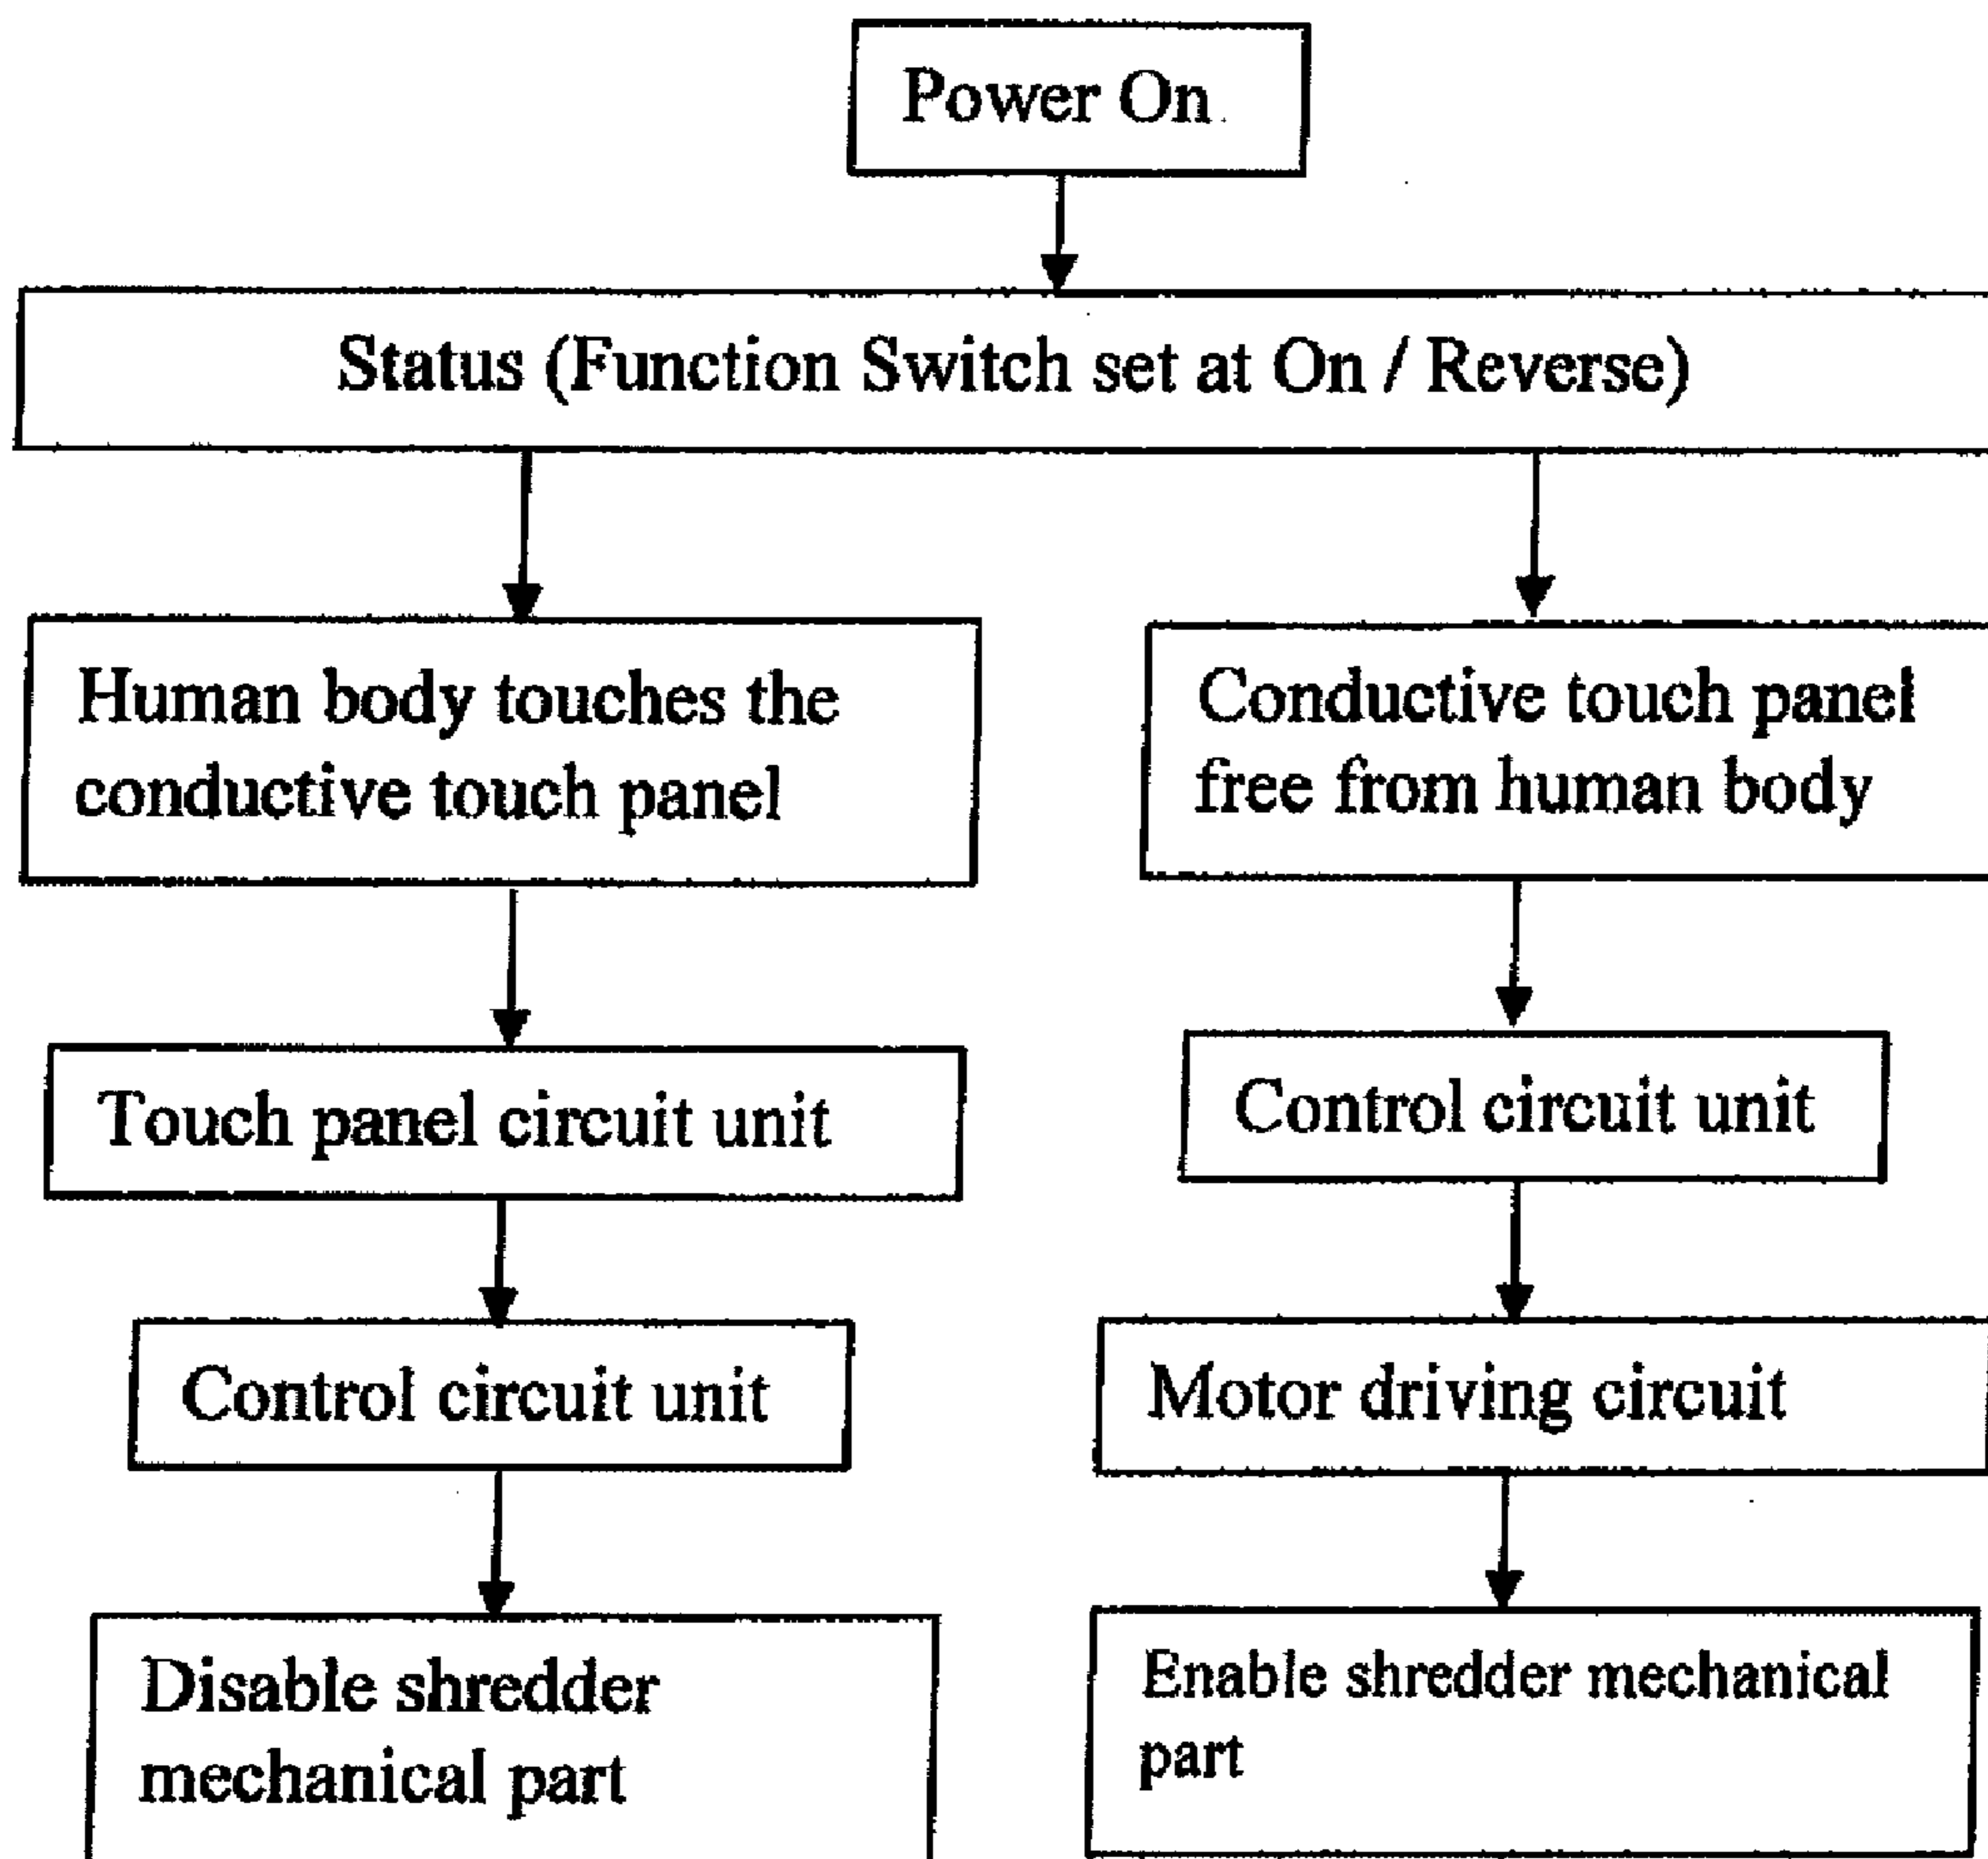 Power On
Status (Function Switch set at On / Reverse)
Human body touches the
conductive touch panel
Conductive touch panel
free from human body
Touch panel circuit unit
Control circuit unit
Control circuit unit
Motor driving circuit
Disable shredder
mechanical part
Enable shredder mechanical
part